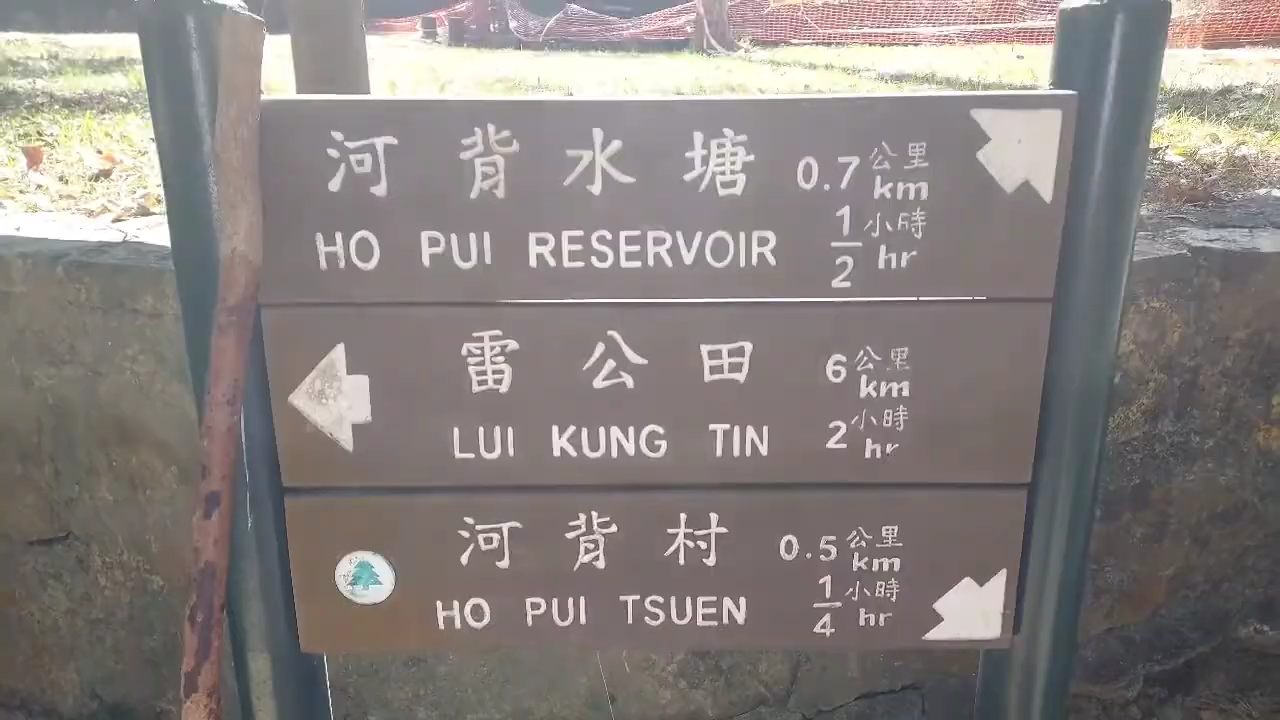 河背水塘 0.7 公里 km
HO PUI RESERVOIR 1/2 小時 hr
雷公田 6 公里 km
LUI KUNG TIN 2 小時 hr
河背村 0.5 公里 km
HO PUI TSUEN 1/4 小時 hr